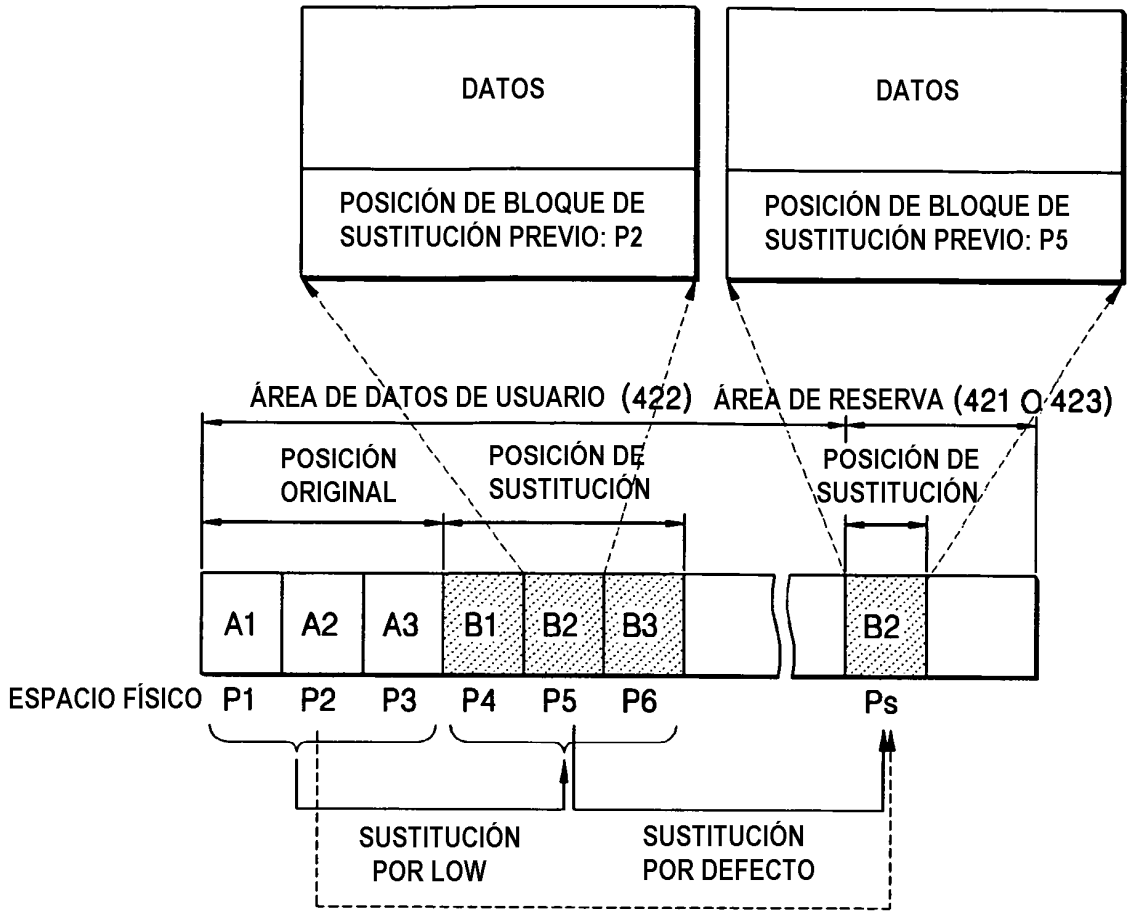 DATOS
POSICIÓN DE BLOQUE DE
SUSTITUCIÓN PREVIO: P2
DATOS
POSICIÓN DE BLOQUE DE
SUSTITUCIÓN PREVIO: P5
ÁREA DE DATOS DE USUARIO (422)
ÁREA DE RESERVA (421 O 423)
POSICIÓN
ORIGINAL
POSICIÓN DE
SUSTITUCIÓN
POSICIÓN DE
SUSTITUCIÓN
A1 A2 A3 B1 B2 B3 B2
ESPACIO FÍSICO P1 P2 P3 P4 P5 P6 Ps
SUSTITUCIÓN
POR LOW
SUSTITUCIÓN
POR DEFECTO